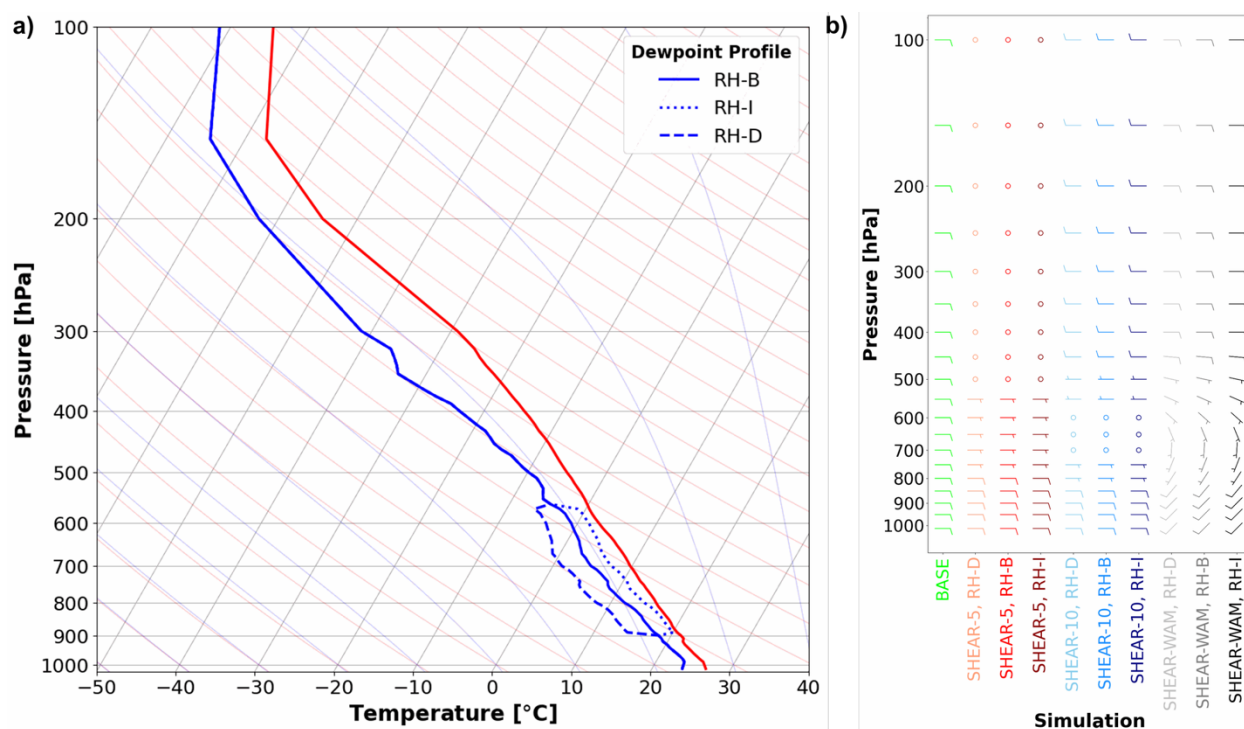 a)
100
200
300
400
500
600
700
800
900
1000
Pressure [hPa]
−50
−40
−30
−20
−10
0
10
20
30
40
Temperature [°C]
Dewpoint Profile
RH-B
RH-I
RH-D
b)
100
200
300
400
500
600
700
800
900
1000
Pressure [hPa]
BASE
SHEAR-5, RH-D
SHEAR-5, RH-B
SHEAR-5, RH-I
SHEAR-10, RH-D
SHEAR-10, RH-B
SHEAR-10, RH-I
SHEAR-WAM, RH-D
SHEAR-WAM, RH-B
SHEAR-WAM, RH-I
Simulation